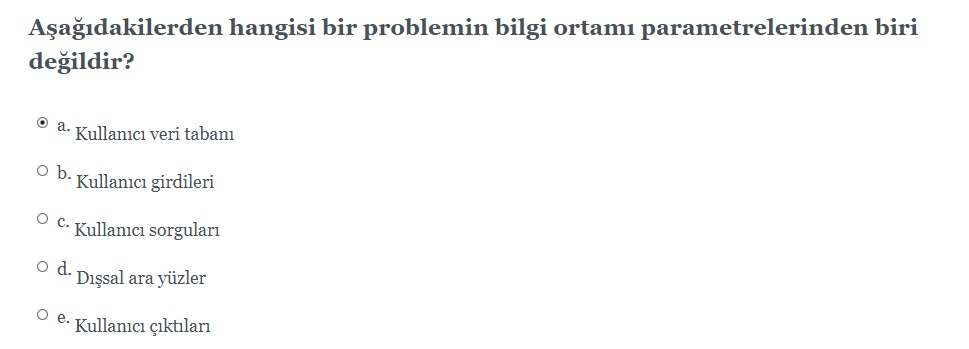 Aşağıdakilerden hangisi bir problemin bilgi ortamı parametrelerinden biri
değildir?
a. Kullanıcı veri tabanı
b. Kullanıcı girdileri
c. Kullanıcı sorguları
d. Dışsal ara yüzler
e. Kullanıcı çıktıları